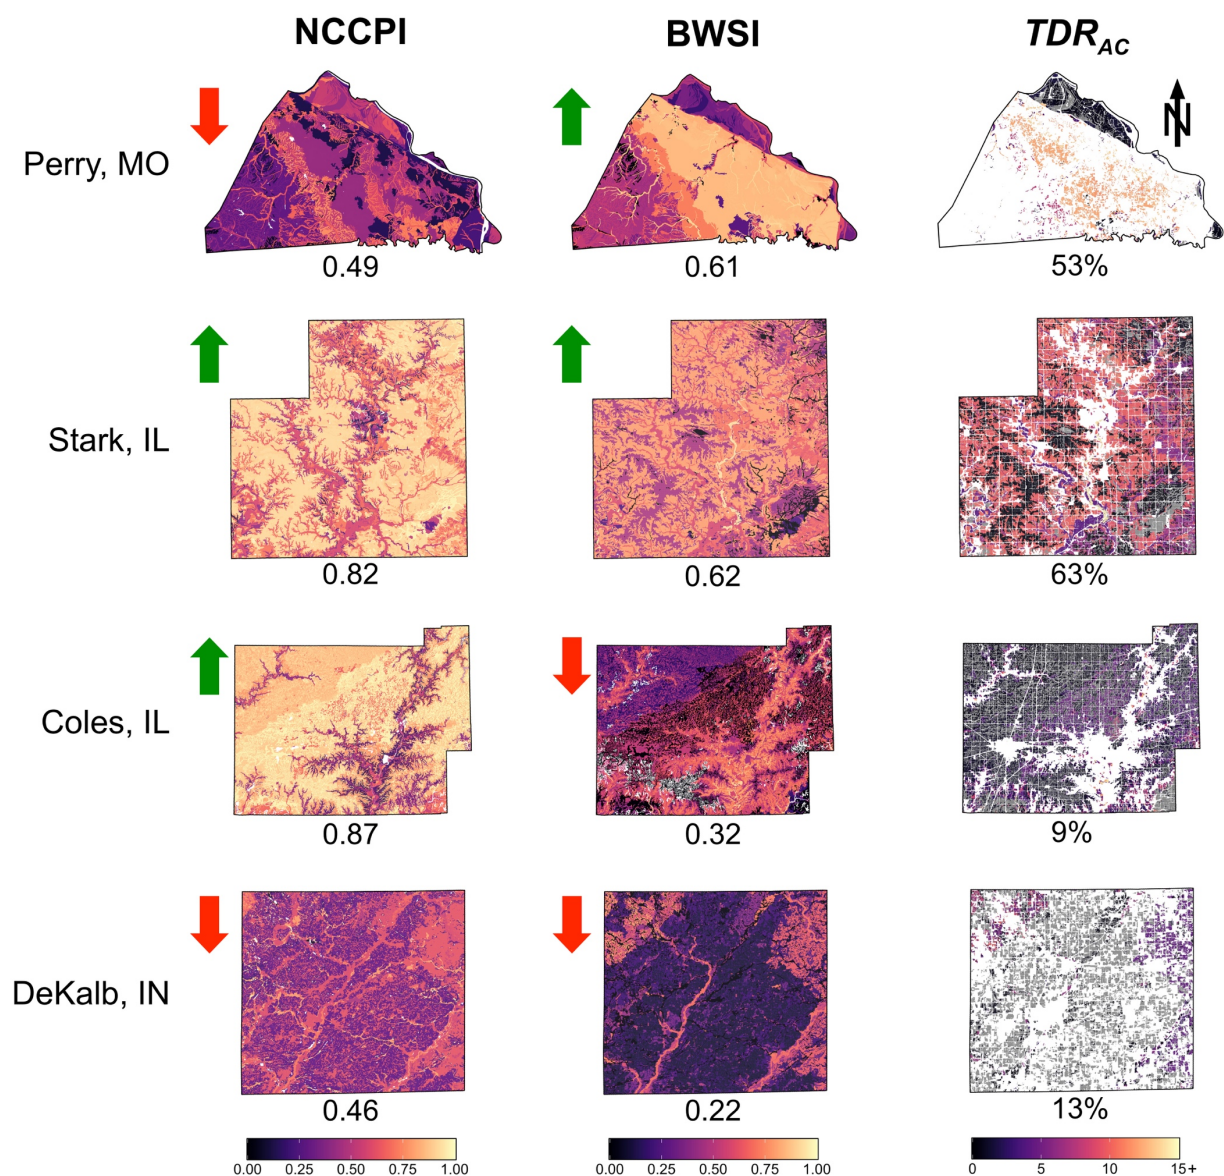 NCCPI BWSI TDR_AC
N
Perry, MO
0.49 0.61 53%
Stark, IL
0.82 0.62 63%
Coles, IL
0.87 0.32 9%
DeKalb, IN
0.46 0.22 13%
0.00 0.25 0.50 0.75 1.00 0.00 0.25 0.50 0.75 1.00 0 5 10 15+